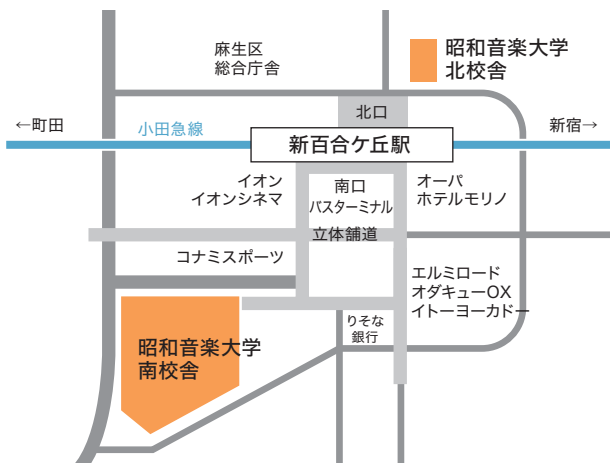 麻生区
総合庁舎
昭和音楽大学
北校舎
北口
←町田
小田急線
新宿→
新百合ケ丘駅
イオン
イオンシネマ
南口
バスターミナル
オーパ
ホテルモリノ
立体舗道
コナミスポーツ
エルミロード
オダキューOX
イトーヨーカドー
りそな
銀行
昭和音楽大学
南校舎